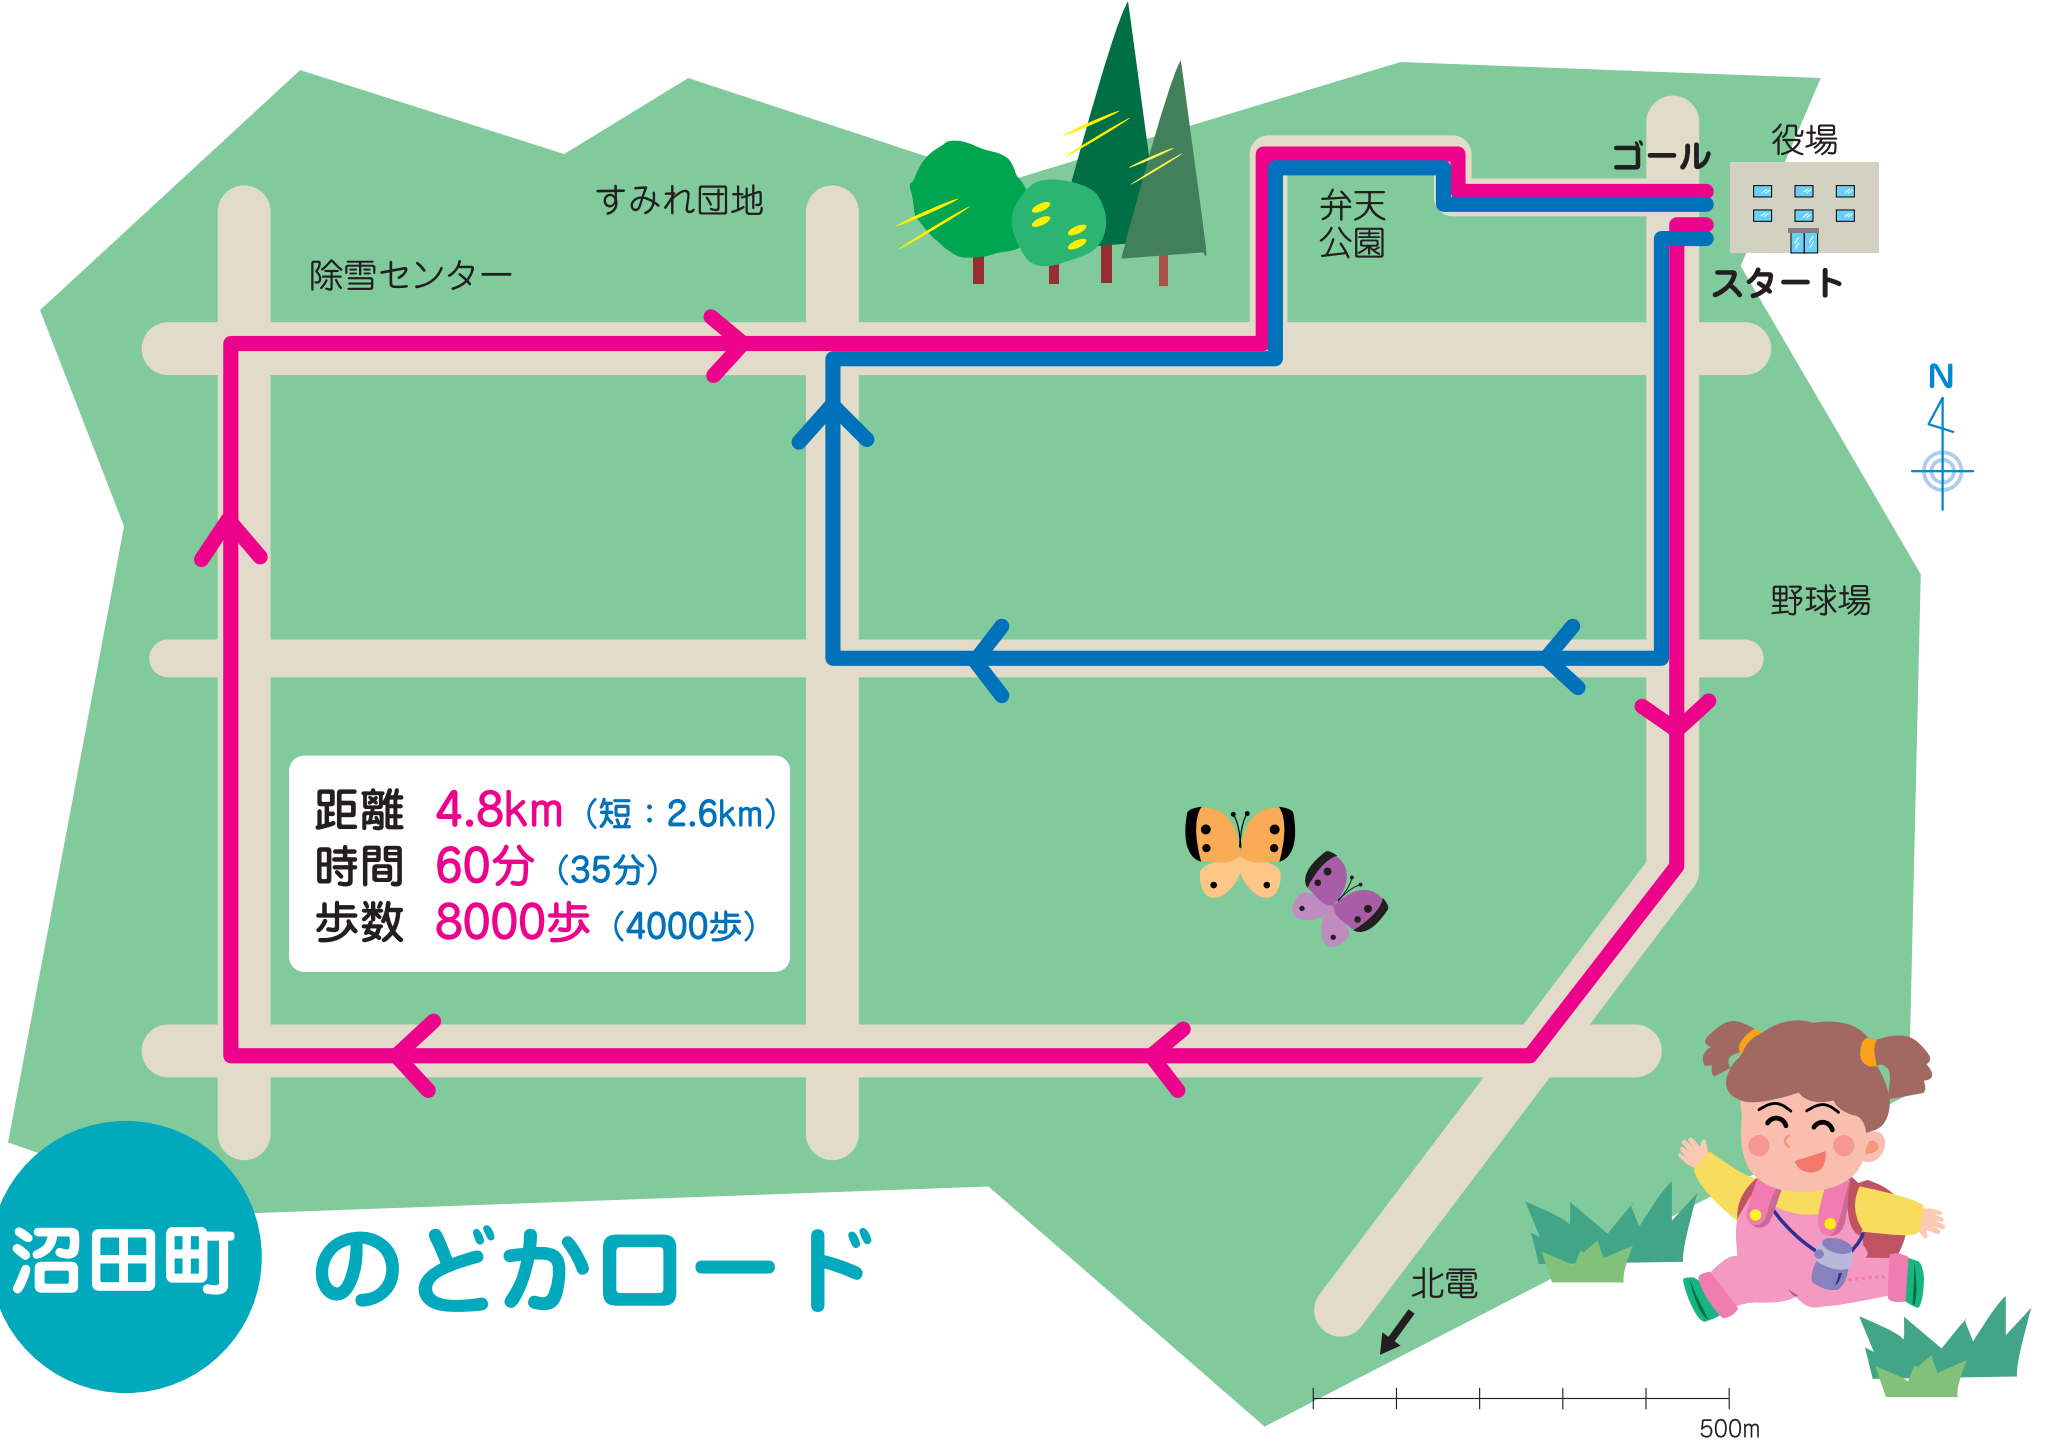 役場
ゴール
すみれ団地
弁天
公園
除雪センター
スタート
N
野球場
距離 4.8km（短：2.6km）
時間 60分（35分）
歩数 8000歩（4000歩）
沼田町 のどかロード
北電
500m